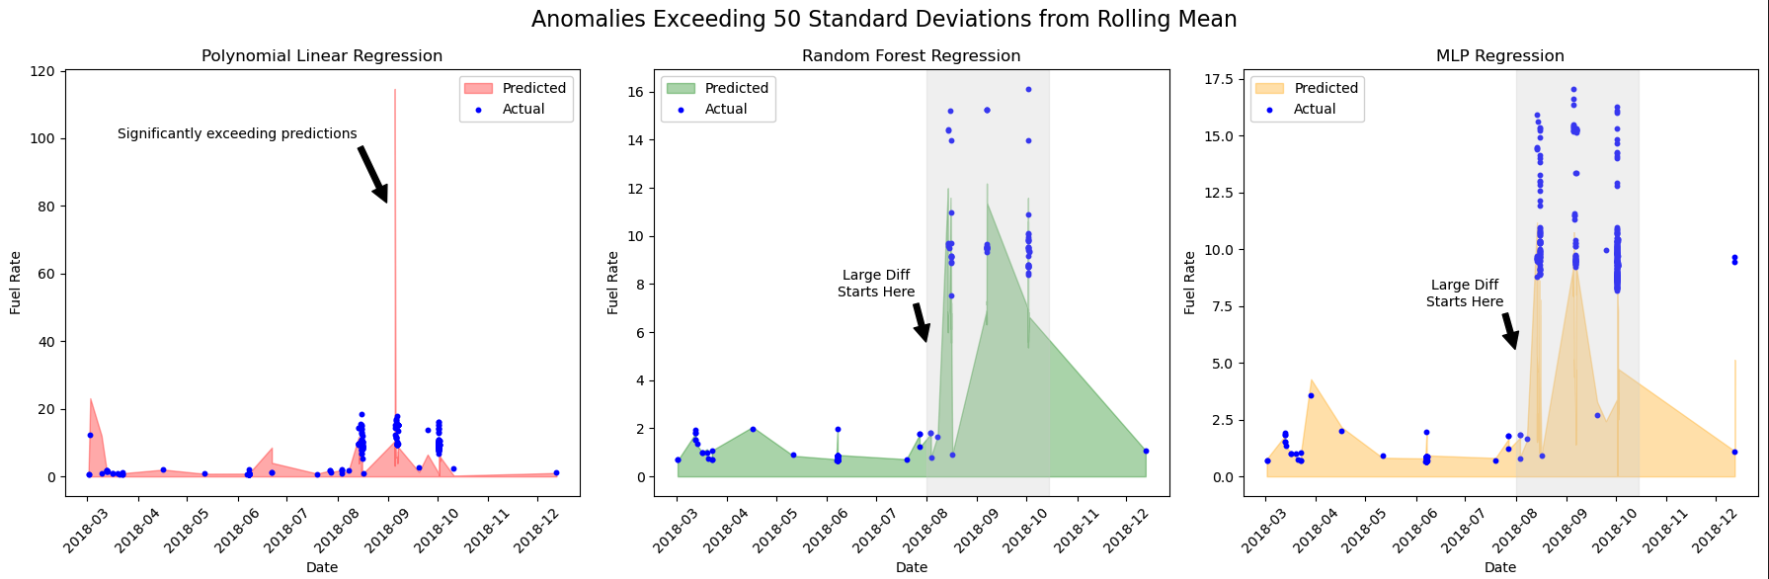 Anomalies Exceeding 50 Standard Deviations from Rolling Mean
Polynomial Linear Regression
120
100
80
60
40
20
0
Fuel Rate
Predicted
Actual
Significantly exceeding predictions
2018-03
2018-04
2018-05
2018-06
2018-07
2018-08
2018-09
2018-10
2018-11
2018-12
Date
Random Forest Regression
16
14
12
10
8
6
4
2
0
Fuel Rate
Predicted
Actual
Large Diff
Starts Here
2018-03
2018-04
2018-05
2018-06
2018-07
2018-08
2018-09
2018-10
2018-11
2018-12
Date
MLP Regression
17.5
15.0
12.5
10.0
7.5
5.0
2.5
0.0
Fuel Rate
Predicted
Actual
Large Diff
Starts Here
2018-03
2018-04
2018-05
2018-06
2018-07
2018-08
2018-09
2018-10
2018-11
2018-12
Date